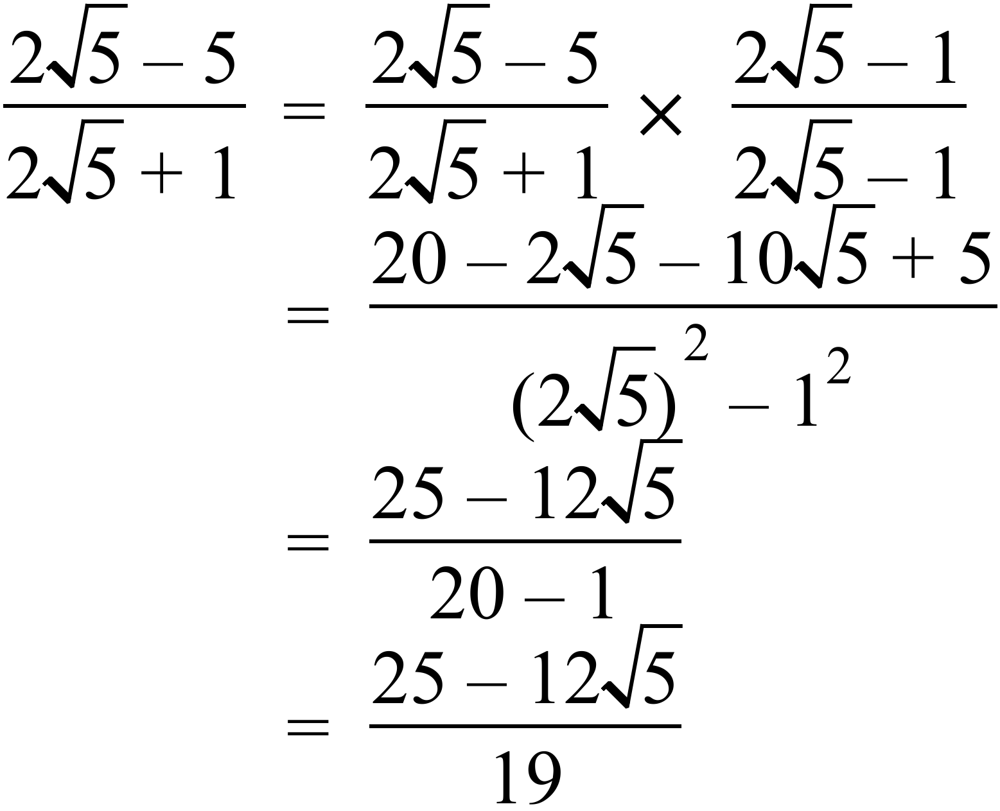 (2√5 − 5)/(2√5 + 1) = (2√5 − 5)/(2√5 + 1) × (2√5 − 1)/(2√5 − 1)
= (20 − 2√5 − 10√5 + 5)/((2√5)² − 1²)
= (25 − 12√5)/(20 − 1)
= (25 − 12√5)/19